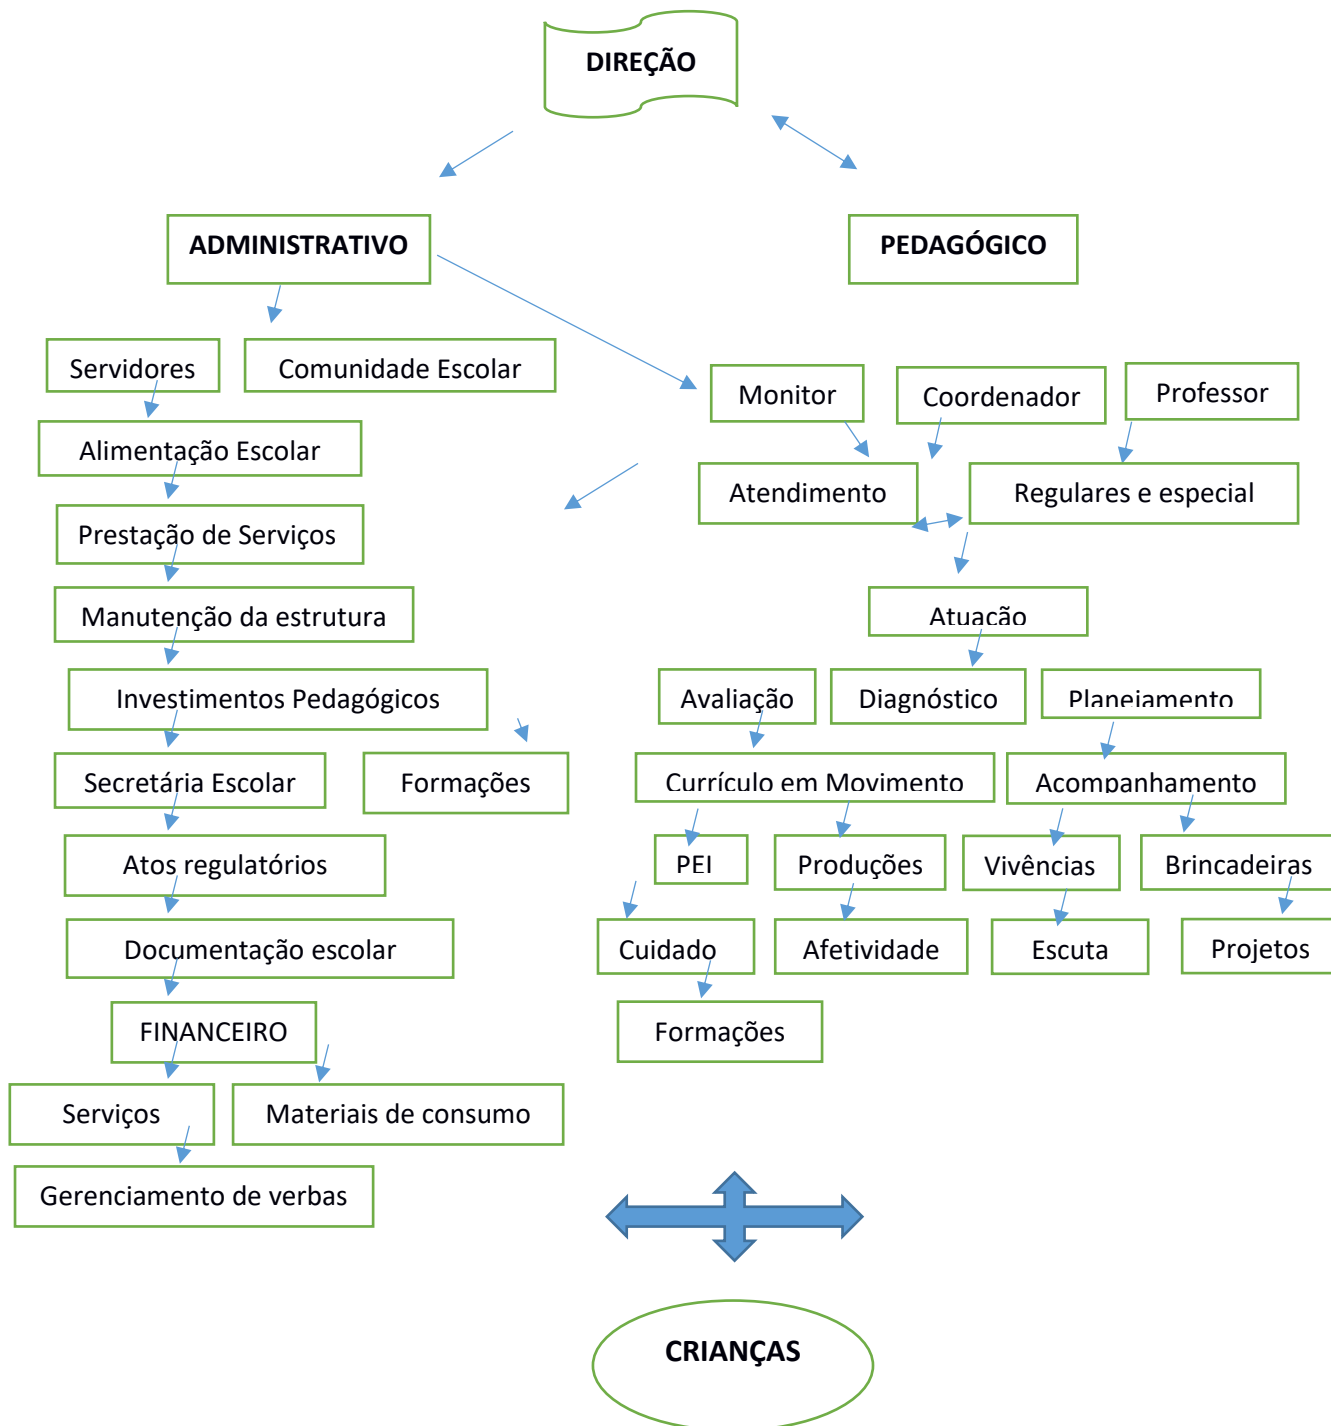 DIREÇÃO
ADMINISTRATIVO
PEDAGÓGICO
Servidores
Comunidade Escolar
Monitor
Coordenador
Professor
Alimentação Escolar
Atendimento
Regulares e especial
Prestação de Serviços
Manutenção da estrutura
Atuação
Investimentos Pedagógicos
Avaliação
Diagnóstico
Planejamento
Secretária Escolar
Formações
Currículo em Movimento
Acompanhamento
Atos regulatórios
PEI
Produções
Vivências
Brincadeiras
Documentação escolar
Cuidado
Afetividade
Escuta
Projetos
FINANCEIRO
Formações
Serviços
Materiais de consumo
Gerenciamento de verbas
CRIANÇAS